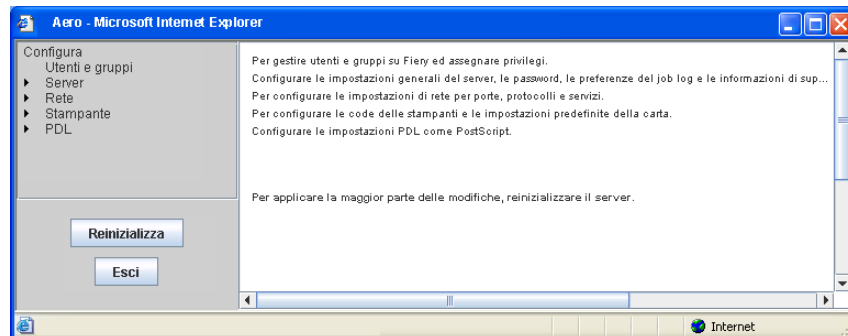 Aero - Microsoft Internet Explorer
Configura
Utenti e gruppi
Server
Rete
Stampante
PDL
Per gestire utenti e gruppi su Fiery ed assegnare privilegi.
Configurare le impostazioni generali del server, le password, le preferenze del job log e le informazioni di sup...
Per configurare le impostazioni di rete per porte, protocolli e servizi.
Per configurare le code delle stampanti e le impostazioni predefinite della carta.
Configurare le impostazioni PDL come PostScript.
Per applicare la maggior parte delle modifiche, reinizializzare il server.
Reinizializza
Esci
Internet